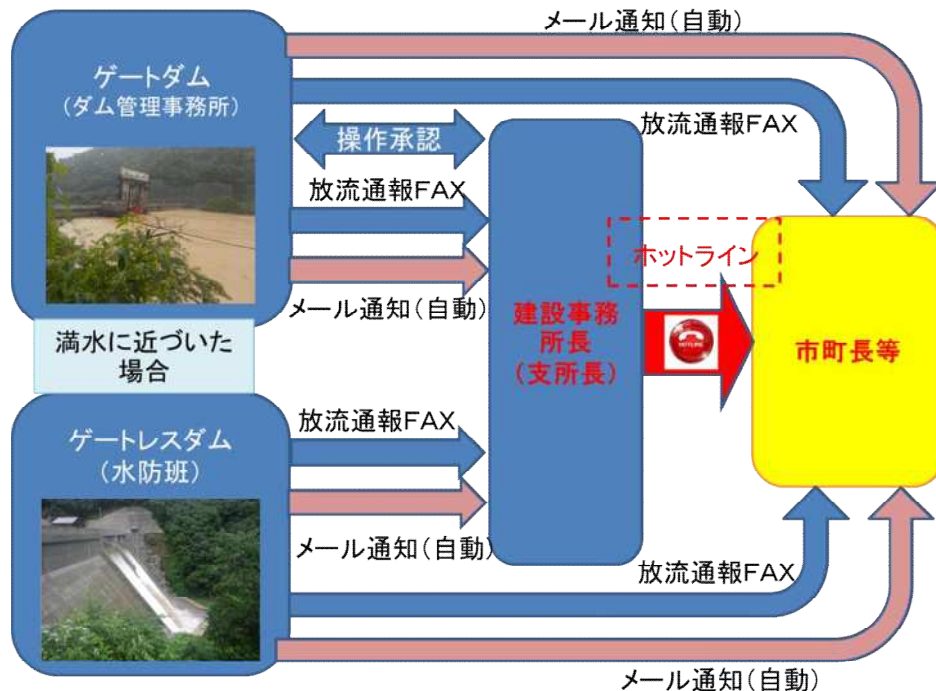 メール通知（自動）
ゲートダム
（ダム管理事務所）
放流通報FAX
操作承認
放流通報FAX
ホットライン
メール通知（自動）
建設事務
所長
（支所長）
HOTLINE
市町長等
満水に近づいた
場合
放流通報FAX
ゲートレスダム
（水防班）
メール通知（自動）
放流通報FAX
メール通知（自動）